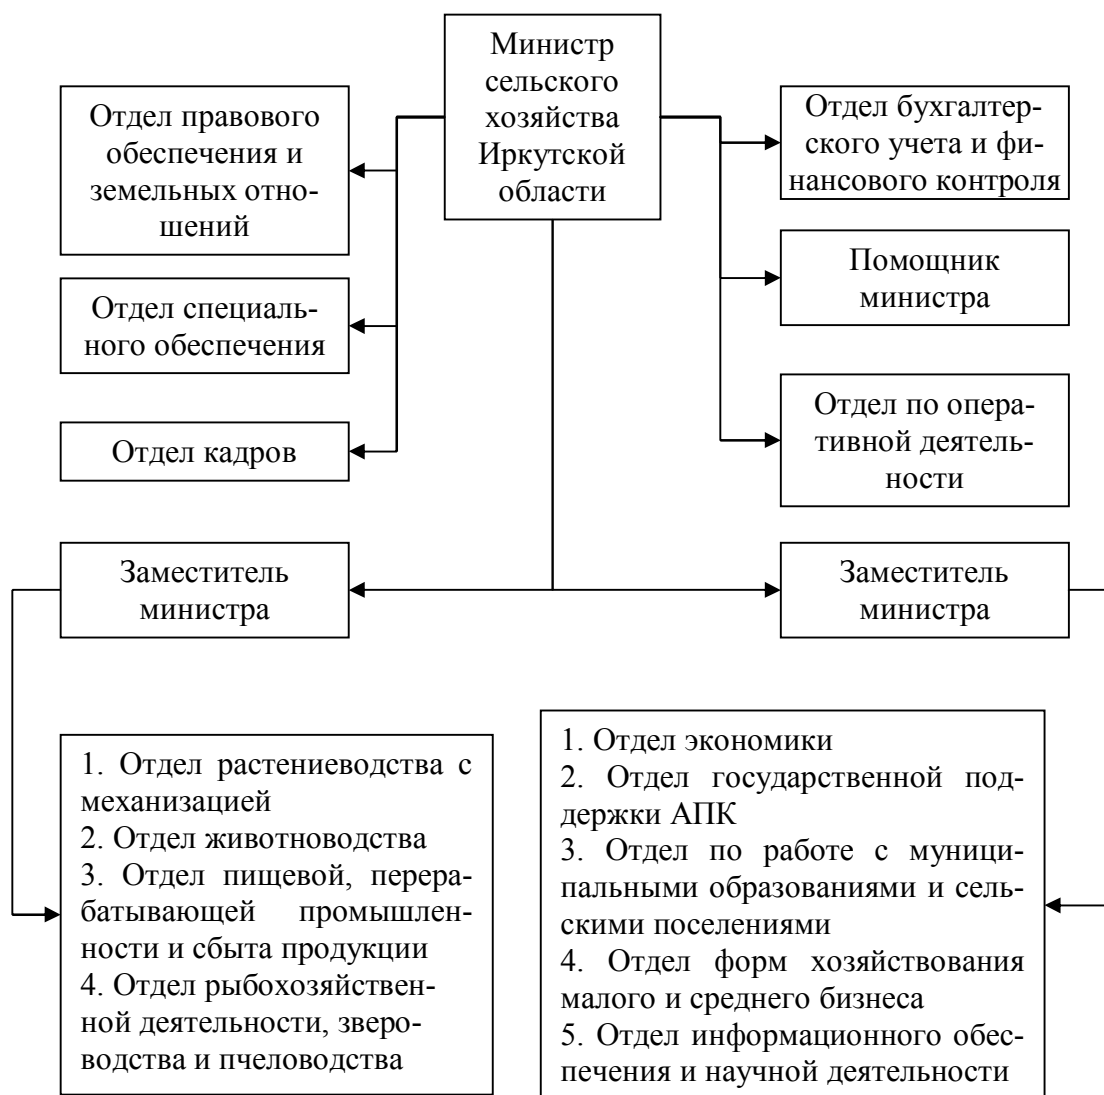 Министр
сельского
хозяйства
Иркутской
области
Отдел правового
обеспечения и
земельных отно-
шений
Отдел специаль-
ного обеспечения
Отдел кадров
Отдел бухгалтер-
ского учета и фи-
нансового контроля
Помощник
министра
Отдел по опера-
тивной деятель-
ности
Заместитель
министра
Заместитель
министра
1. Отдел растениеводства с
механизацией
2. Отдел животноводства
3. Отдел пищевой, перера-
батывающей промышлен-
ности и сбыта продукции
4. Отдел рыбохозяйствен-
ной деятельности, зверо-
водства и пчеловодства
1. Отдел экономики
2. Отдел государственной под-
держки АПК
3. Отдел по работе с муници-
пальными образованиями и сель-
скими поселениями
4. Отдел форм хозяйствования
малого и среднего бизнеса
5. Отдел информационного обес-
печения и научной деятельности